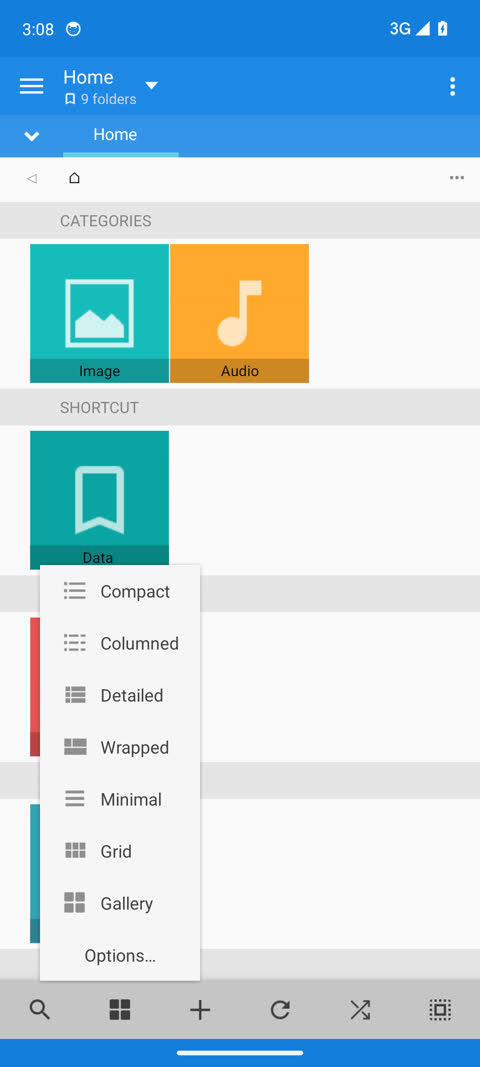 3:08
3G
Home
9 folders
Home
CATEGORIES
Image
Audio
SHORTCUT
Data
Compact
Columned
Detailed
Wrapped
Minimal
Grid
Gallery
Options...